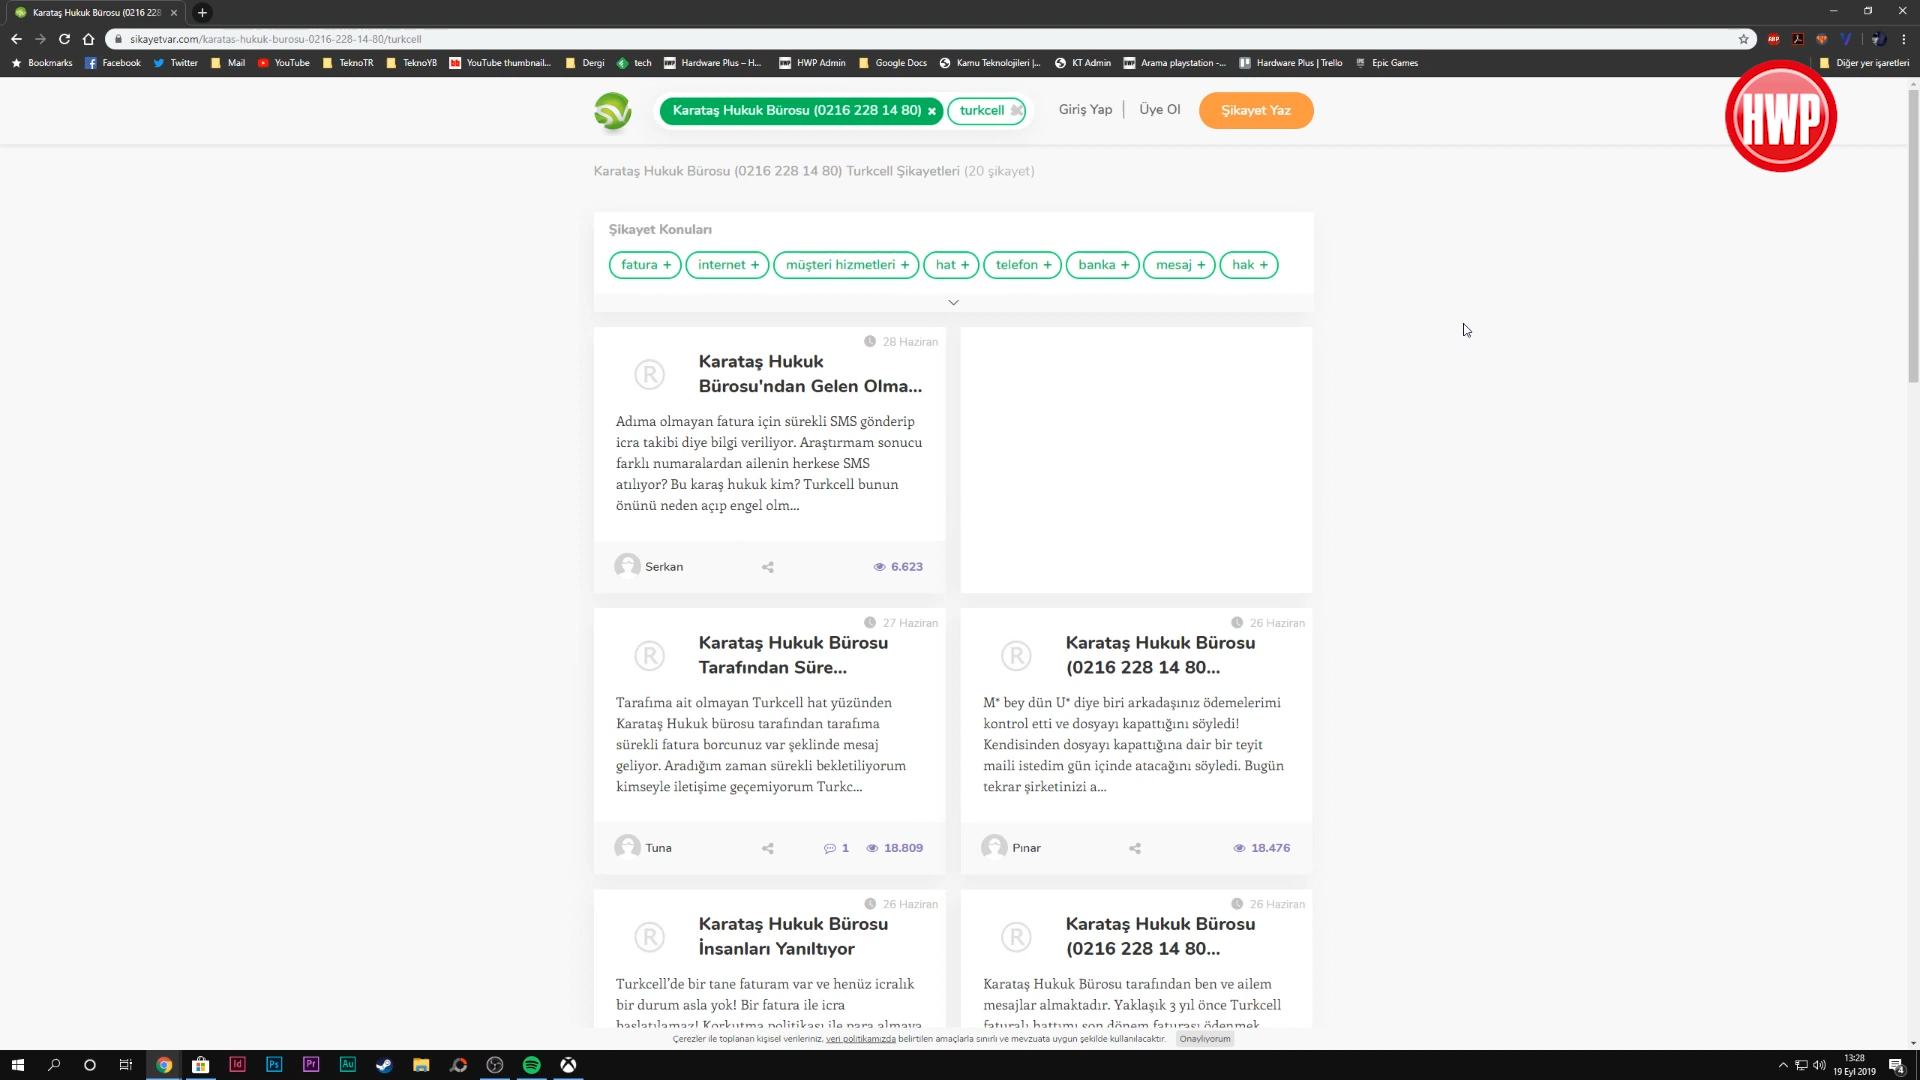 Karataş Hukuk Bürosu (0216 228
sikayetvar.com/karatas-hukuk-burosu-0216-228-14-80/turkcell
Bookmarks Facebook Twitter Mail YouTube TeknoTR TeknoYB YouTube thumbnail... Dergi tech Hardware Plus – H... HWP Admin Google Docs Kamu Teknolojileri |... KT Admin Arama playstation -... Hardware Plus | Trello Epic Games Diğer yer işaretleri
Karataş Hukuk Bürosu (0216 228 14 80) × turkcell × Giriş Yap | Üye Ol Şikayet Yaz
HWP
Karataş Hukuk Bürosu (0216 228 14 80) Turkcell Şikayetleri (20 şikayet)
Şikayet Konuları
fatura + internet + müşteri hizmetleri + hat + telefon + banka + mesaj + hak +
28 Haziran
Karataş Hukuk
Bürosu'ndan Gelen Olma...
Adıma olmayan fatura için sürekli SMS gönderip
icra takibi diye bilgi veriliyor. Araştırmam sonucu
farklı numaralardan ailenin herkese SMS
atılıyor? Bu karaş hukuk kim? Turkcell bunun
önünü neden açıp engel olm...
Serkan 6.623
27 Haziran
Karataş Hukuk Bürosu
Tarafından Süre...
Tarafıma ait olmayan Turkcell hat yüzünden
Karataş Hukuk bürosu tarafından tarafıma
sürekli fatura borcunuz var şeklinde mesaj
geliyor. Aradığım zaman sürekli bekletiliyorum
kimseyle iletişime geçemiyorum Turkc...
Tuna 1 18.809
26 Haziran
Karataş Hukuk Bürosu
(0216 228 14 80...
M* bey dün U* diye biri arkadaşınız ödemelerimi
kontrol etti ve dosyayı kapattığını söyledi!
Kendisinden dosyayı kapattığına dair bir teyit
maili istedim gün içinde atacağını söyledi. Bugün
tekrar şirketinizi a...
Pınar 18.476
26 Haziran
Karataş Hukuk Bürosu
İnsanları Yanıltıyor
Turkcell'de bir tane faturam var ve henüz icralık
bir durum asla yok! Bir fatura ile icra
başlatılamaz! Korkutma politikası ile para almaya
26 Haziran
Karataş Hukuk Bürosu
(0216 228 14 80...
Karataş Hukuk Bürosu tarafından ben ve ailem
mesajlar almaktadır. Yaklaşık 3 yıl önce Turkcell
faturalı hattımı son dönem faturası ödenmek
Çerezler ile toplanan kişisel verileriniz, veri politikamızda belirtilen amaçlarla sınırlı ve mevzuata uygun şekilde kullanılacaktır. Onaylıyorum
13:28
19 Eyl 2019